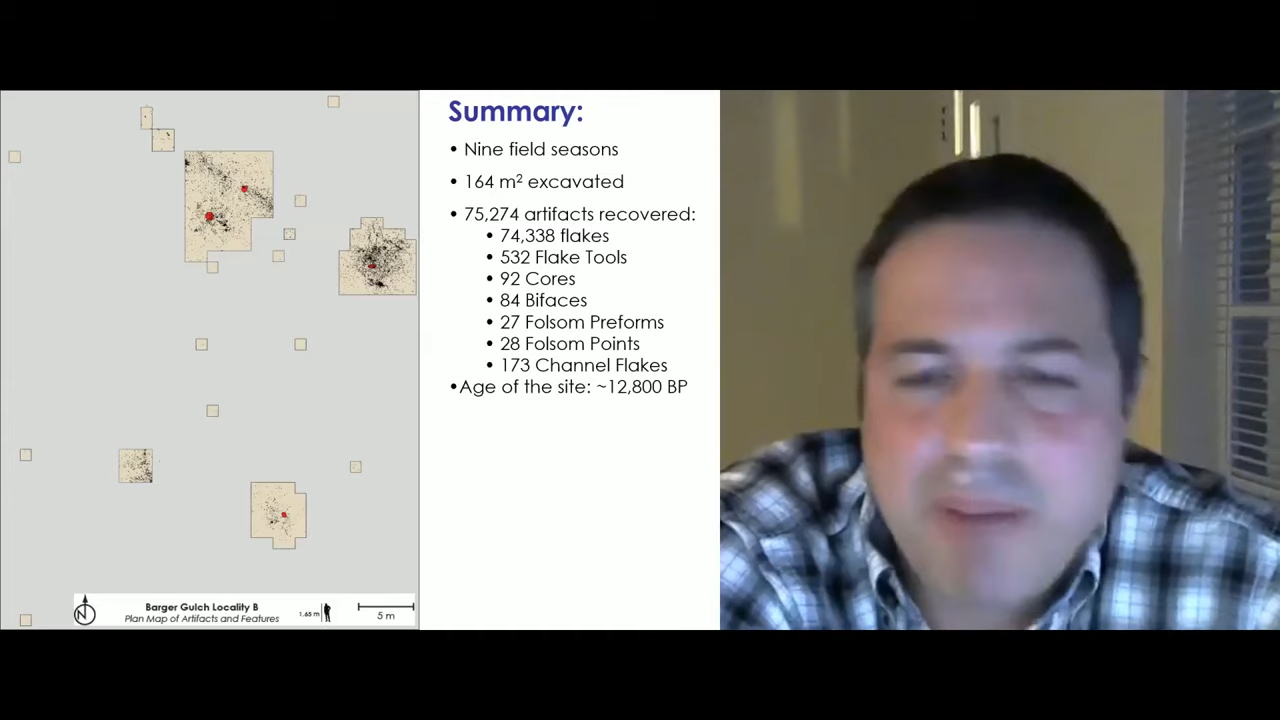 Summary:
• Nine field seasons
• 164 m² excavated
• 75,274 artifacts recovered:
• 74,338 flakes
• 532 Flake Tools
• 92 Cores
• 84 Bifaces
• 27 Folsom Preforms
• 28 Folsom Points
• 173 Channel Flakes
•Age of the site: ~12,800 BP
N
Barger Gulch Locality B
Plan Map of Artifacts and Features
1.65 m
5 m